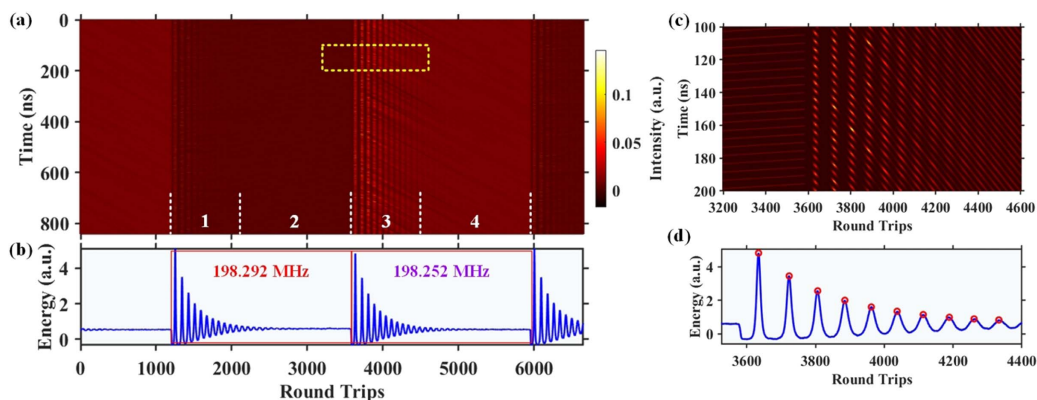 (a)
0
200
400
600
800
Time (ns)
1
2
3
4
0.1
0.05
0
Intensity (a.u.)
(b)
4
2
0
Energy (a.u.)
198.292 MHz
198.252 MHz
0 1000 2000 3000 4000 5000 6000
Round Trips
(c)
100
120
140
160
180
200
Time (ns)
3200 3400 3600 3800 4000 4200 4400 4600
Round Trips
(d)
4
2
0
Energy (a.u.)
3600 3800 4000 4200 4400
Round Trips